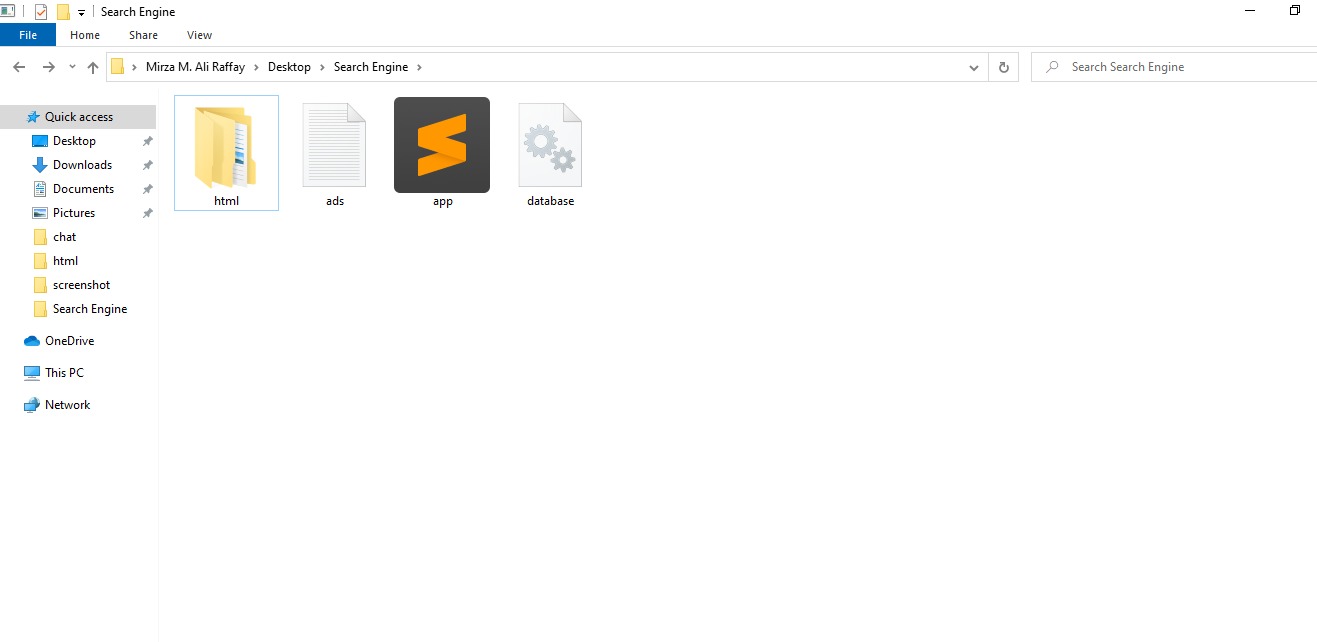 Search Engine
File Home Share View
Mirza M. Ali Raffay Desktop Search Engine Search Search Engine
Quick access
Desktop
Downloads
Documents
Pictures
chat
html
screenshot
Search Engine
OneDrive
This PC
Network
html ads app database